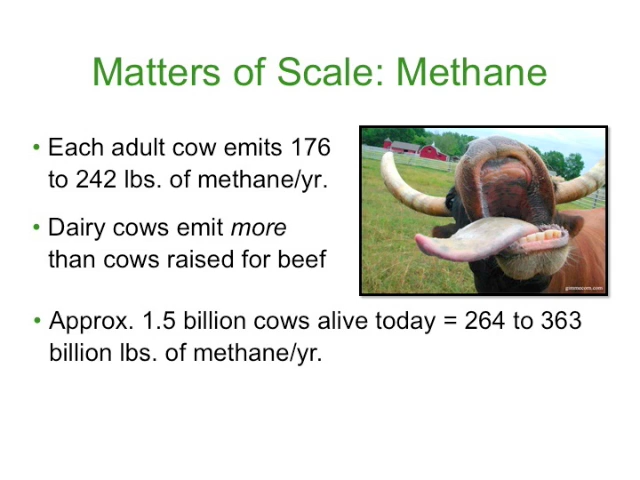 Matters of Scale: Methane
• Each adult cow emits 176
to 242 lbs. of methane/yr.
• Dairy cows emit more
than cows raised for beef
• Approx. 1.5 billion cows alive today = 264 to 363
billion lbs. of methane/yr.